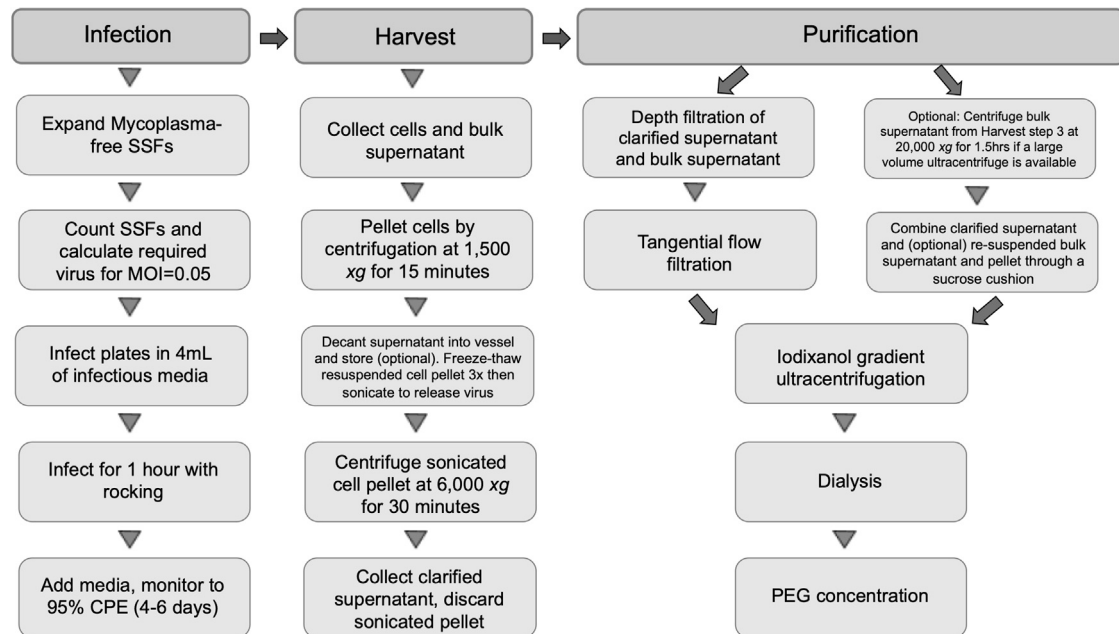 Infection
Expand Mycoplasma-
free SSFs
Count SSFs and
calculate required
virus for MOI=0.05
Infect plates in 4mL
of infectious media
Infect for 1 hour with
rocking
Add media, monitor to
95% CPE (4-6 days)
Harvest
Collect cells and bulk
supernatant
Pellet cells by
centrifugation at 1,500
xg for 15 minutes
Decant supernatant into vessel
and store (optional). Freeze-thaw
resuspended cell pellet 3x then
sonicate to release virus
Centrifuge sonicated
cell pellet at 6,000 xg
for 30 minutes
Collect clarified
supernatant, discard
sonicated pellet
Purification
Depth filtration of
clarified supernatant
and bulk supernatant
Tangential flow
filtration
Optional: Centrifuge bulk
supernatant from Harvest step 3 at
20,000 xg for 1.5hrs if a large
volume ultracentrifuge is available
Combine clarified supernatant
and (optional) re-suspended bulk
supernatant and pellet through a
sucrose cushion
Iodixanol gradient
ultracentrifugation
Dialysis
PEG concentration